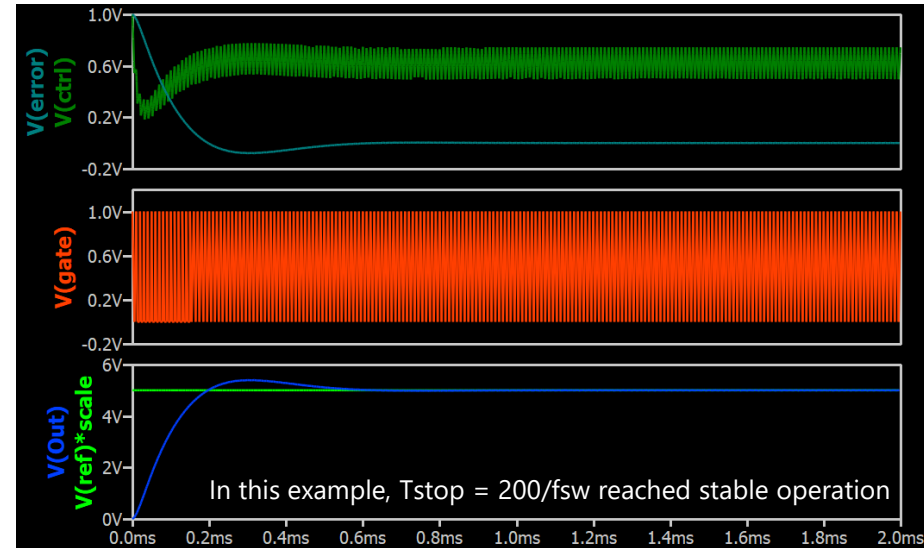 1.0V
0.6V
0.2V
-0.2V
V(error)
V(ctrl)
1.0V
0.6V
0.2V
-0.2V
V(gate)
6V
4V
2V
0V
V(Out)
V(ref)*scale
In this example, Tstop = 200/fsw reached stable operation
0.0ms 0.2ms 0.4ms 0.6ms 0.8ms 1.0ms 1.2ms 1.4ms 1.6ms 1.8ms 2.0ms